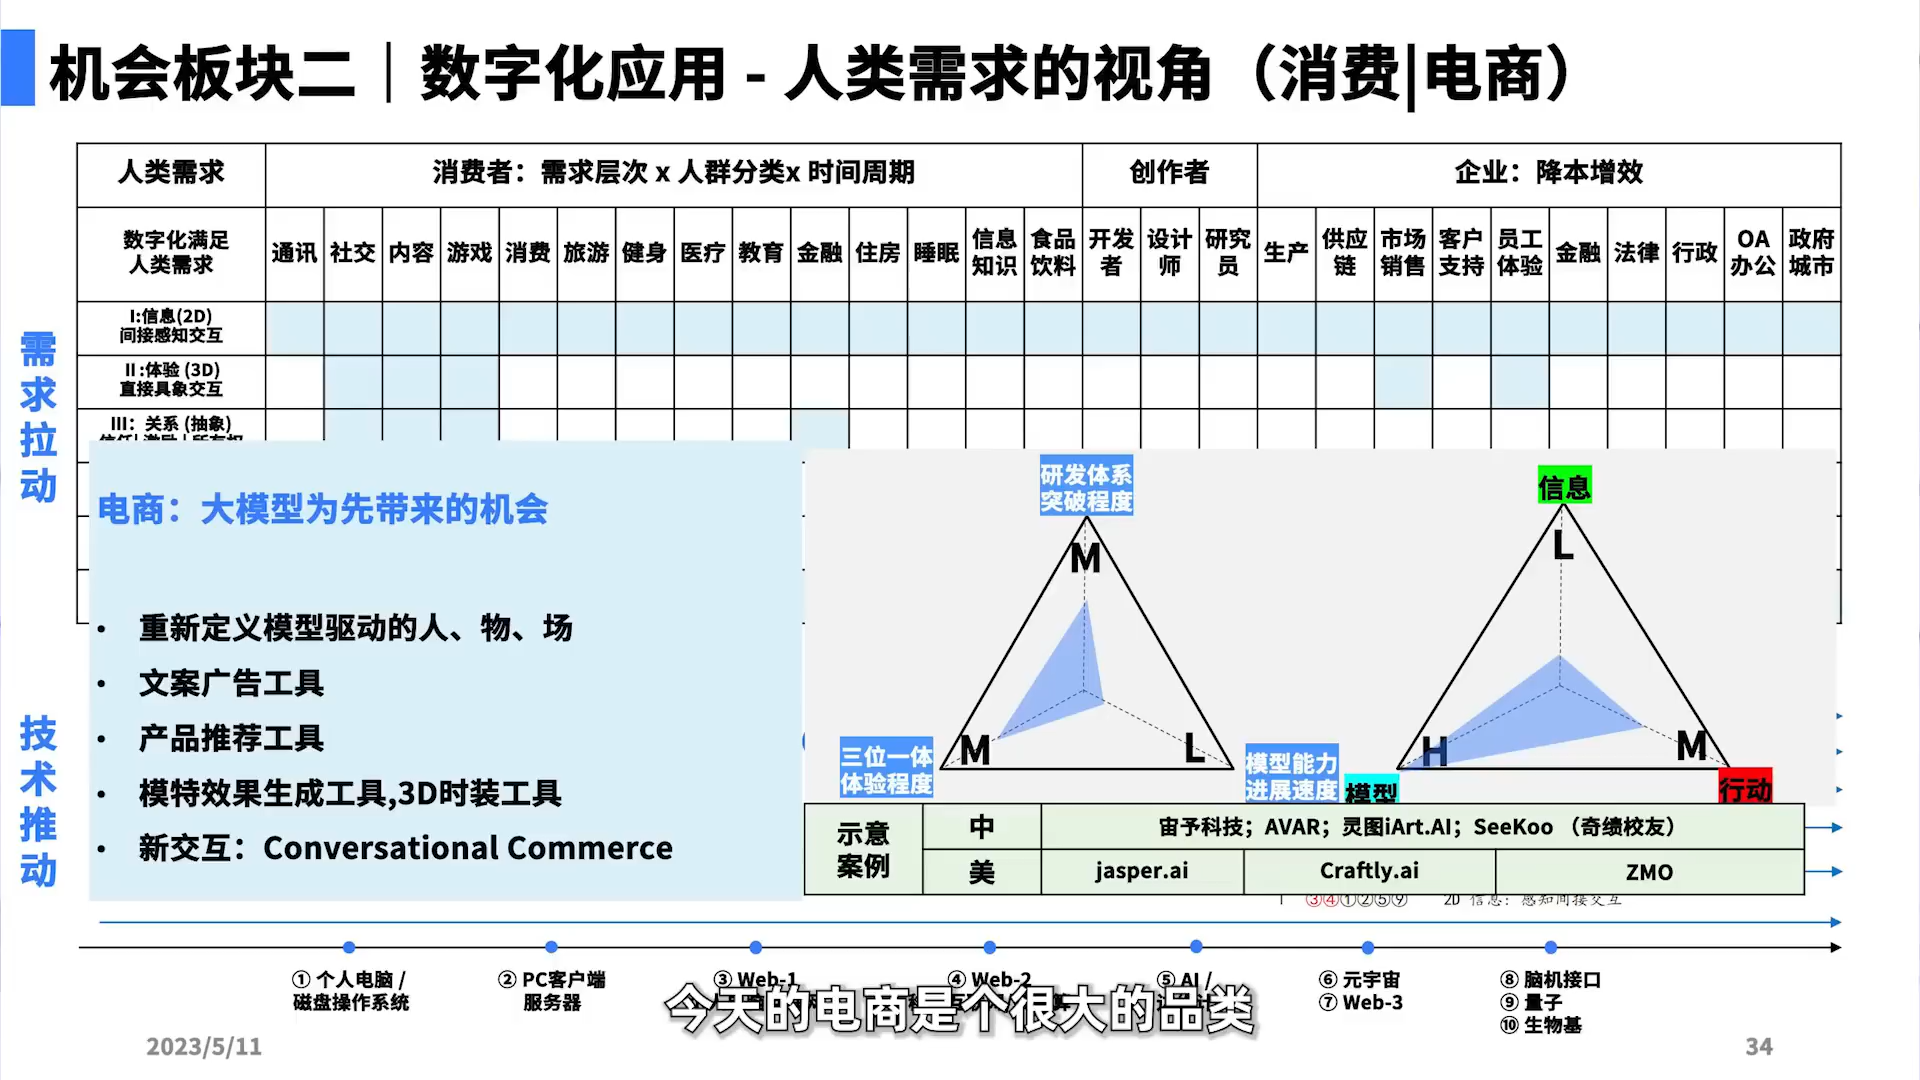 机会板块二｜数字化应用 - 人类需求的视角（消费|电商）
人类需求
消费者：需求层次 x 人群分类x 时间周期
创作者
企业：降本增效
数字化满足
人类需求
通讯
社交
内容
游戏
消费
旅游
健身
医疗
教育
金融
住房
睡眠
信息
知识
食品
饮料
开发
者
设计
师
研究
员
生产
供应
链
市场
销售
客户
支持
员工
体验
金融
法律
行政
OA
办公
政府
城市
I:信息(2D)
间接感知交互
II:体验 (3D)
直接具象交互
III：关系 (抽象)
需求拉动
技术推动
电商：大模型为先带来的机会
• 重新定义模型驱动的人、物、场
• 文案广告工具
• 产品推荐工具
• 模特效果生成工具,3D时装工具
• 新交互：Conversational Commerce
研发体系
突破程度
M
三位一体
体验程度
M
L
模型能力
进展速度
信息
L
H
M
模型
行动
示意
案例
中
宙予科技；AVAR；灵图iArt.AI；SeeKoo （奇绩校友）
美
jasper.ai
Craftly.ai
ZMO
③④①②⑤⑨ 2D 信息：感知间接交互
① 个人电脑 /
磁盘操作系统
② PC客户端
服务器
③ Web-1
④ Web-2
⑤ AI /
⑥ 元宇宙
⑦ Web-3
⑧ 脑机接口
⑨ 量子
⑩ 生物基
今天的电商是个很大的品类
2023/5/11
34